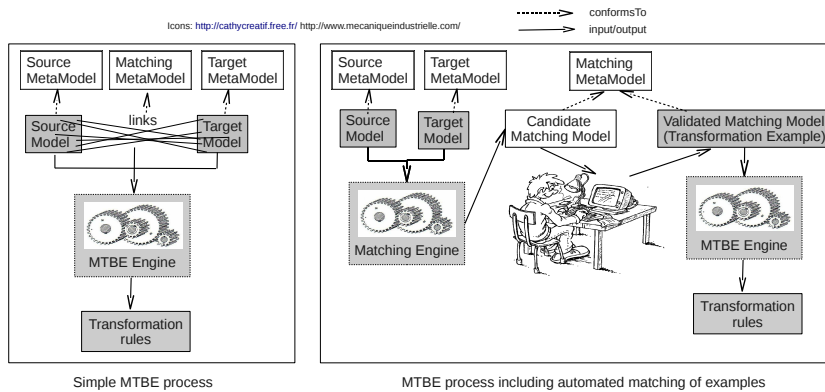 Icons: http://cathycreatif.free.fr/ http://www.mecaniqueindustrielle.com/
conformsTo
input/output
Source
MetaModel
Matching
MetaModel
Target
MetaModel
links
Source
Model
Target
Model
MTBE Engine
Transformation
rules
Simple MTBE process
Source
MetaModel
Target
MetaModel
Matching
MetaModel
Source
Model
Target
Model
Candidate
Matching Model
Validated Matching Model
(Transformation Example)
Matching Engine
MTBE Engine
Transformation
rules
MTBE process including automated matching of examples